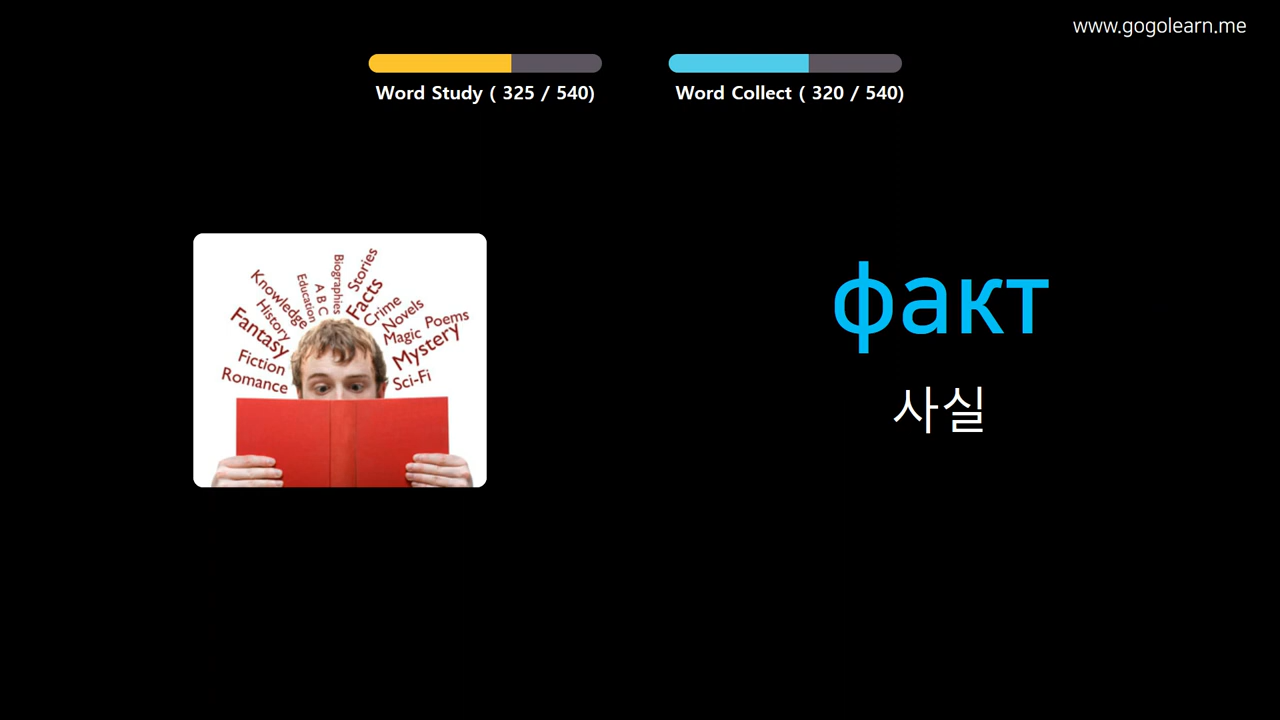 www.gogolearn.me
Word Study ( 325 / 540)
Word Collect ( 320 / 540)
Stories
Biographies
Facts
A B C
Education
Knowledge
Crime
History
Novels
Poems
Fantasy
Magic
Mystery
Fiction
Romance
Sci-Fi
факт
사실